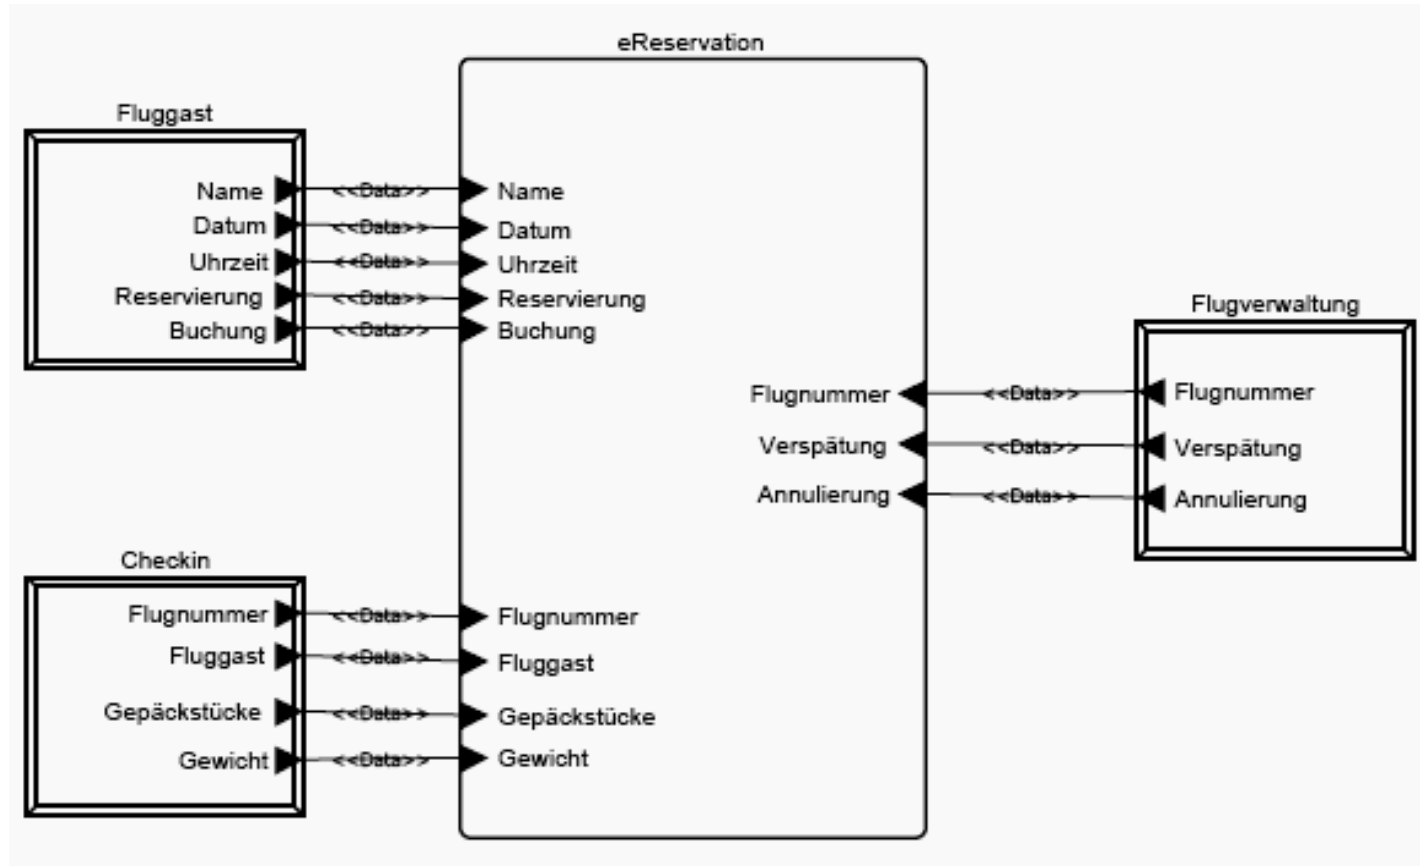 eReservation
Fluggast
Name <<Data>> Name
Datum <<Data>> Datum
Uhrzeit <<Data>> Uhrzeit
Reservierung <<Data>> Reservierung
Buchung <<Data>> Buchung
Flugverwaltung
Flugnummer <<Data>> Flugnummer
Verspätung <<Data>> Verspätung
Annulierung <<Data>> Annulierung
Checkin
Flugnummer <<Data>> Flugnummer
Fluggast <<Data>> Fluggast
Gepäckstücke <<Data>> Gepäckstücke
Gewicht <<Data>> Gewicht